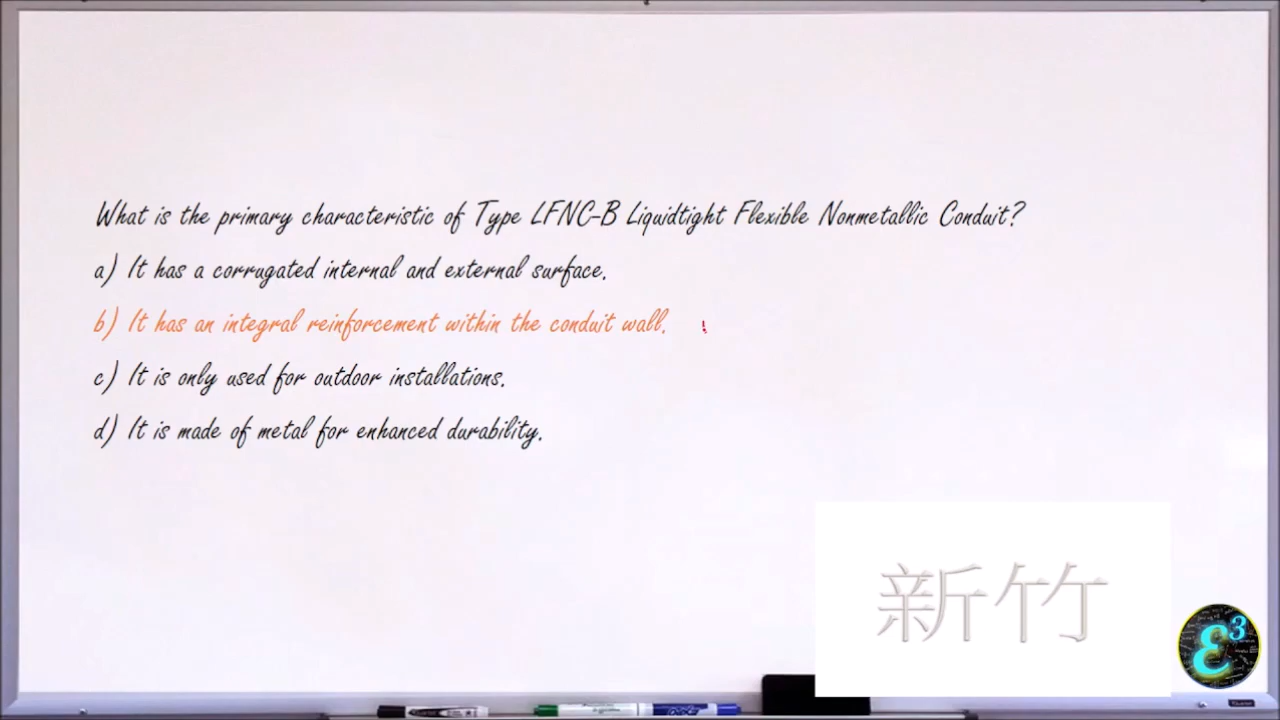 What is the primary characteristic of Type LFNC-B Liquidtight Flexible Nonmetallic Conduit?
a) It has a corrugated internal and external surface.
b) It has an integral reinforcement within the conduit wall.
c) It is only used for outdoor installations.
d) It is made of metal for enhanced durability.
新竹
ε3